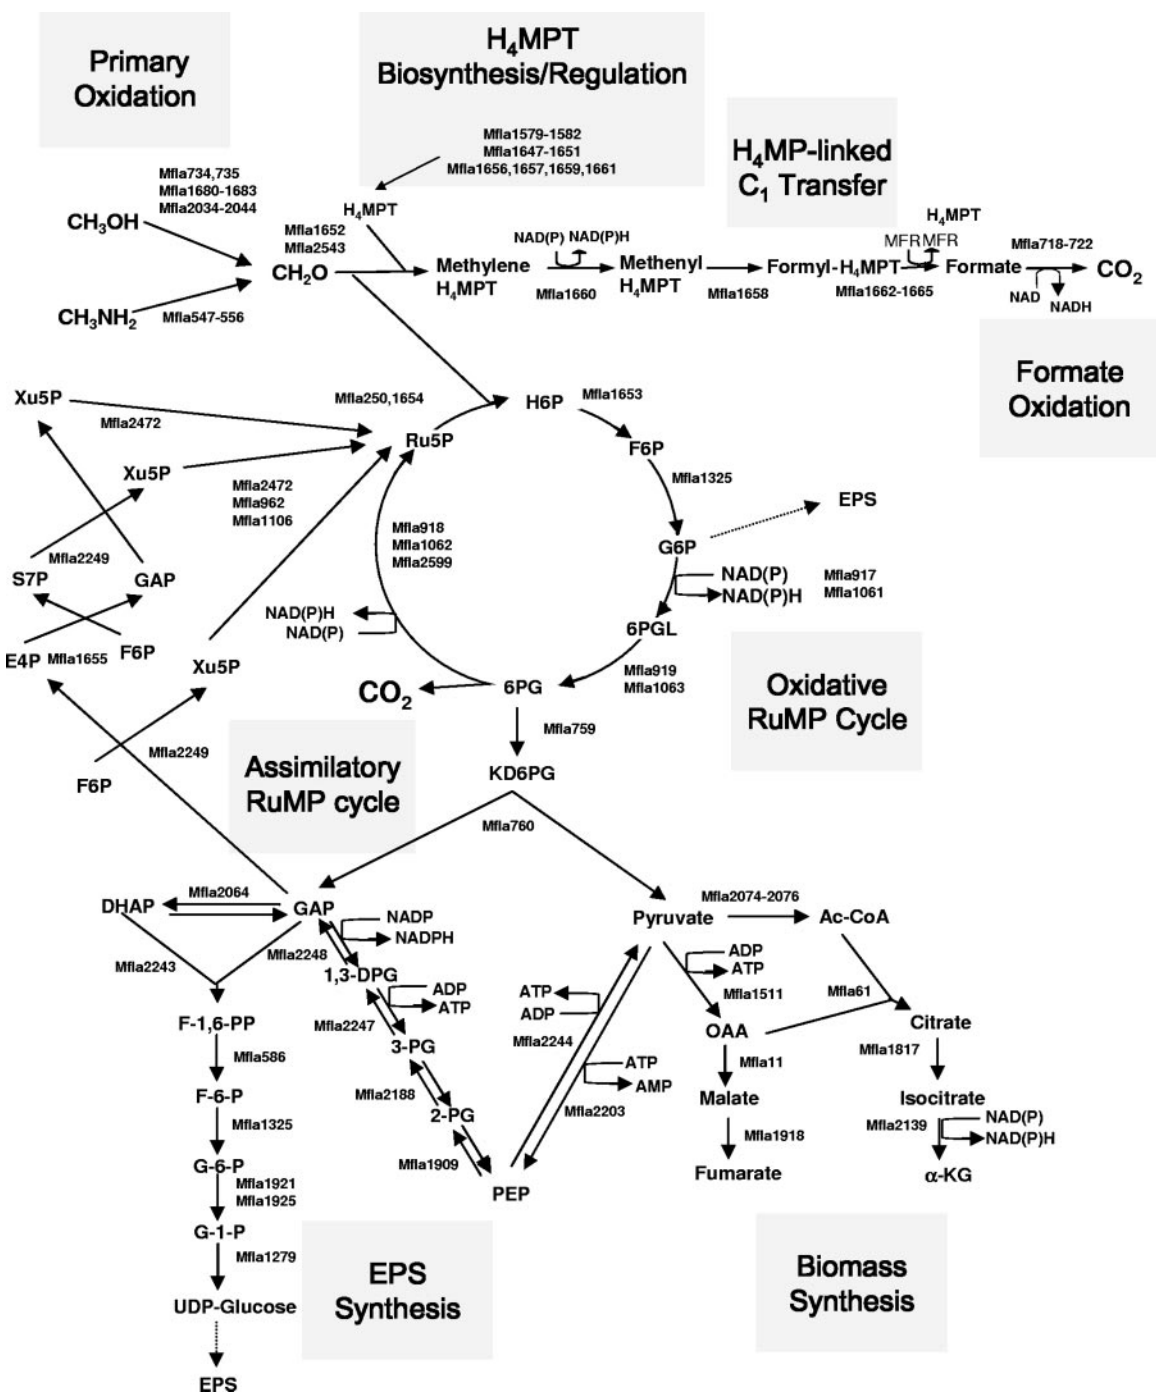 Primary
Oxidation
H₄MPT
Biosynthesis/Regulation
Mfla1579-1582
Mfla1647-1651
Mfla1656,1657,1659,1661
H₄MP-linked
C₁ Transfer
Mfla734,735
Mfla1680-1683
Mfla2034-2044
CH₃OH
Mfla1652
Mfla2543
H₄MPT
CH₂O
CH₃NH₂
Mfla547-556
Methylene
H₄MPT
NAD(P) NAD(P)H
Mfla1660
Methenyl
H₄MPT
Mfla1658
Formyl-H₄MPT
Mfla1662-1665
H₄MPT
MFR MFR
Formate
Mfla718-722
NAD
NADH
CO₂
Formate
Oxidation
Xu5P
Mfla2472
Mfla250,1654
H6P
Mfla1653
Ru5P
F6P
Xu5P
Mfla2472
Mfla962
Mfla1106
Mfla1325
EPS
Mfla918
Mfla1062
Mfla2599
G6P
Mfla2249
S7P
GAP
NAD(P)
NAD(P)H
Mfla917
Mfla1061
NAD(P)H
NAD(P)
6PGL
E4P
Mfla1655
F6P
Xu5P
Mfla919
Mfla1063
CO₂
6PG
Oxidative
RuMP Cycle
Mfla759
Mfla2249
F6P
Assimilatory
RuMP cycle
KD6PG
Mfla760
DHAP
Mfla2064
GAP
NADP
NADPH
Pyruvate
Mfla2074-2076
Ac-CoA
Mfla2243
Mfla2248
1,3-DPG
ADP
ATP
ADP
ATP
Mfla1511
Mfla61
ATP
ADP
F-1,6-PP
Mfla2247
Mfla2244
OAA
Citrate
3-PG
Mfla586
Mfla11
Mfla1817
ATP
AMP
F-6-P
Mfla2188
2-PG
Mfla2203
Malate
Isocitrate
Mfla1325
Mfla1918
Mfla2139
NAD(P)
NAD(P)H
G-6-P
Mfla1909
PEP
Fumarate
α-KG
Mfla1921
Mfla1925
G-1-P
Mfla1279
EPS
Synthesis
Biomass
Synthesis
UDP-Glucose
EPS